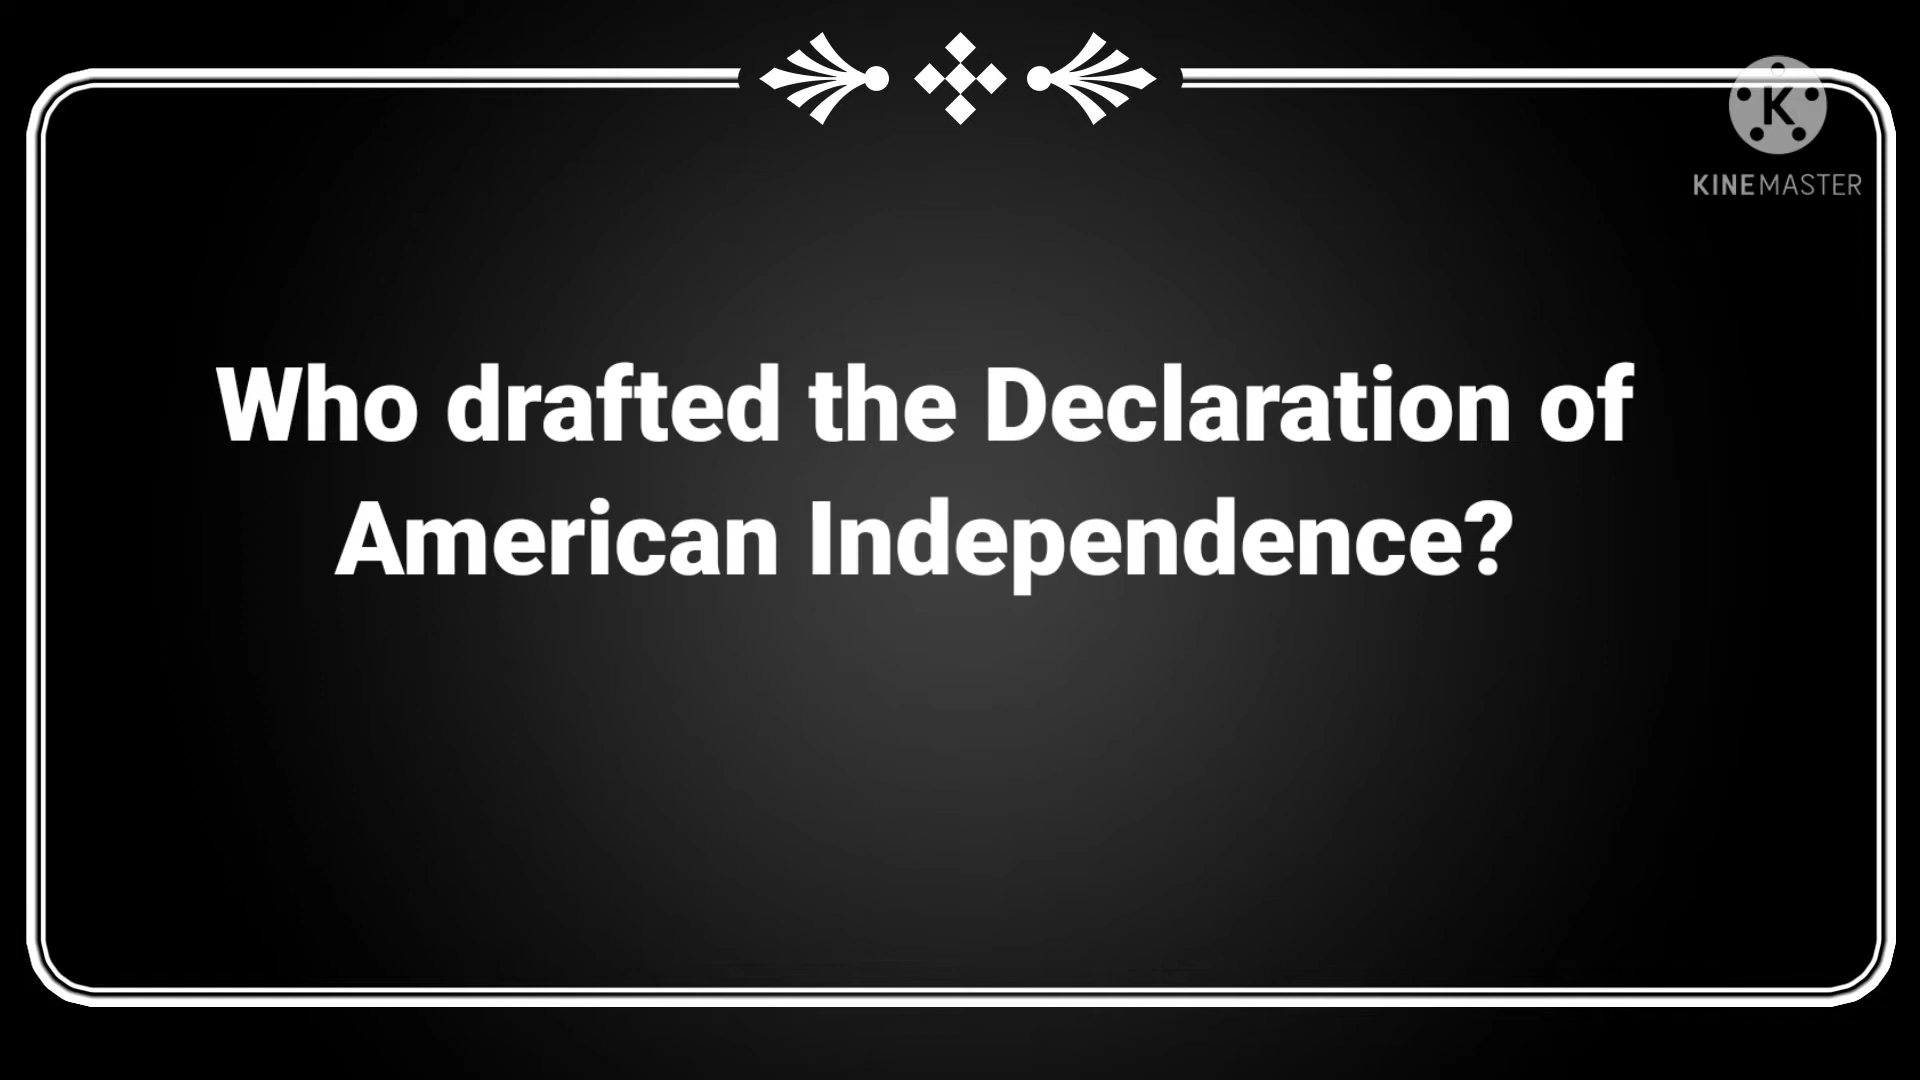 K
KINEMASTER
Who drafted the Declaration of
American Independence?